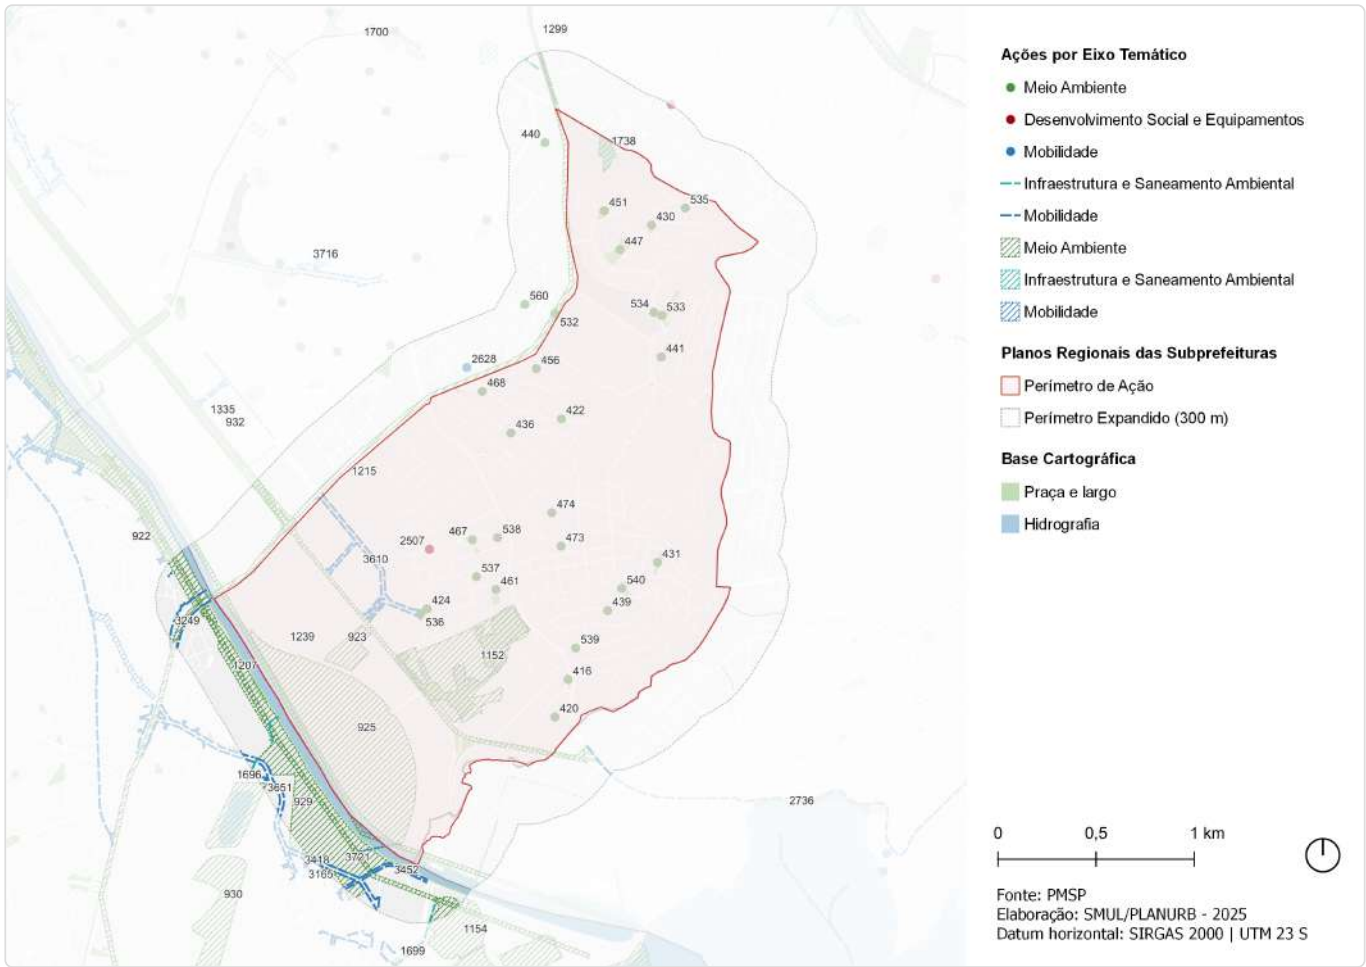 1299
1700
440
1738
451
535
430
447
3716
560
534
533
532
441
2628
456
468
422
1335
932
436
1215
474
922
467
538
473
2507
3610
431
537
461
540
424
439
536
3249
1239
923
539
1152
1207
416
420
925
1696
3651
929
2736
3418
3721
3165
3452
930
1154
1699
Ações por Eixo Temático
Meio Ambiente
Desenvolvimento Social e Equipamentos
Mobilidade
Infraestrutura e Saneamento Ambiental
Mobilidade
Meio Ambiente
Infraestrutura e Saneamento Ambiental
Mobilidade
Planos Regionais das Subprefeituras
Perímetro de Ação
Perímetro Expandido (300 m)
Base Cartográfica
Praça e largo
Hidrografia
0 0,5 1 km
Fonte: PMSP
Elaboração: SMUL/PLANURB - 2025
Datum horizontal: SIRGAS 2000 | UTM 23 S